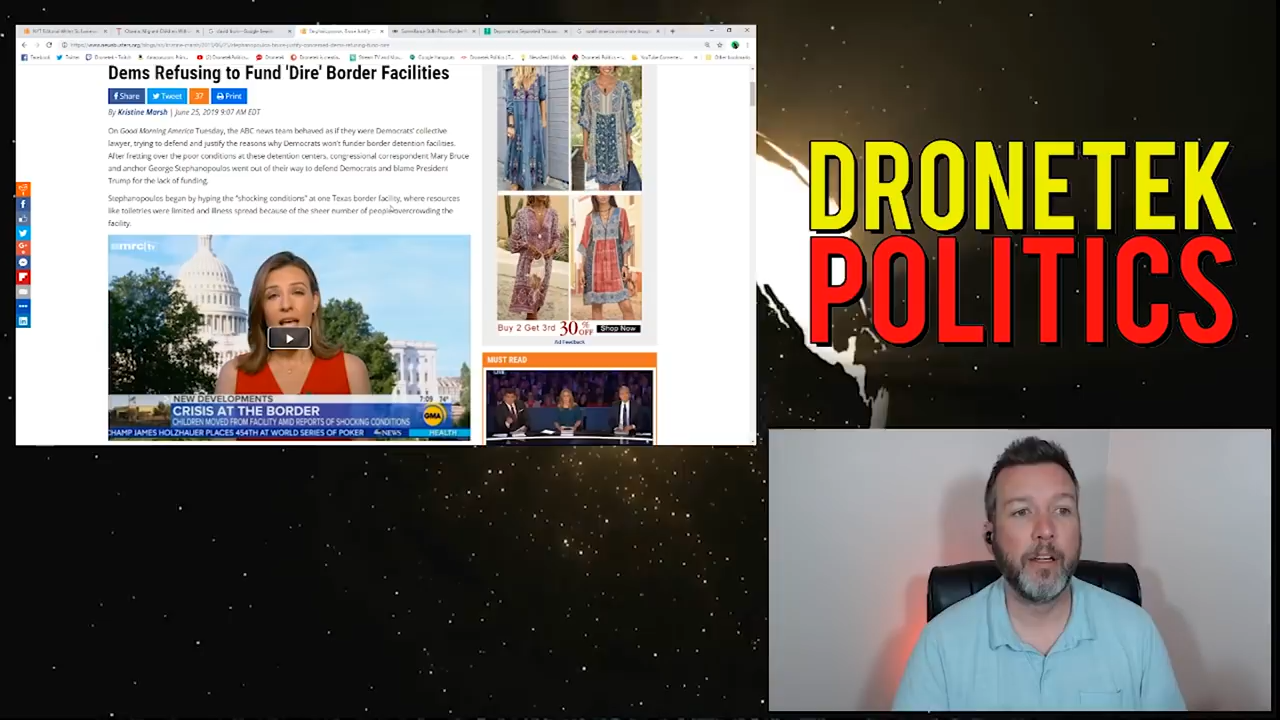 Dems Refusing to Fund 'Dire' Border Facilities
Share
Tweet
37
Print
By Kristine Marsh | June 25, 2019 9:07 AM EDT
On Good Morning America Tuesday, the ABC news team behaved as if they were Democrats' collective
lawyer, trying to defend and justify the reasons why Democrats won't funder border detention facilities.
After fretting over the poor conditions at these detention centers, congressional correspondent Mary Bruce
and anchor George Stephanopoulos went out of their way to defend Democrats and blame President
Trump for the lack of funding.
Stephanopoulos began by hyping the "shocking conditions" at one Texas border facility, where resources
like toiletries were limited and illness spread because of the sheer number of people overcrowding the
facility.
mrctv
NEW DEVELOPMENTS
7:09 74°
CRISIS AT THE BORDER
CHILDREN MOVED FROM FACILITY AMID REPORTS OF SHOCKING CONDITIONS
GMA
CHAMP JAMES HOLZHAUER PLACES 454TH AT WORLD SERIES OF POKER
abc NEWS
HEALTH
Buy 2 Get 3rd 30% OFF
Shop Now
Ad Feedback
MUST READ
DRONETEK
POLITICS